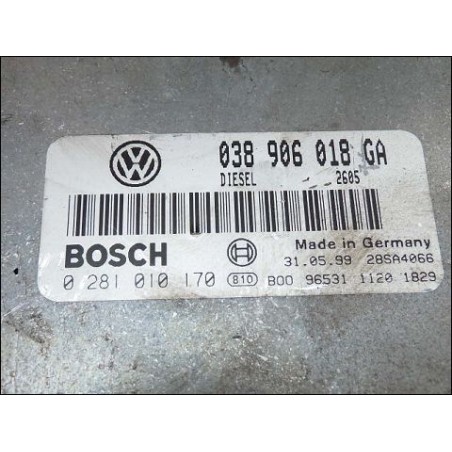 038 906 018 GA
DIESEL 2605
BOSCH Made in Germany
31.05.99 28SA4066
0 281 010 170 B10 B00 96531 1120 1829